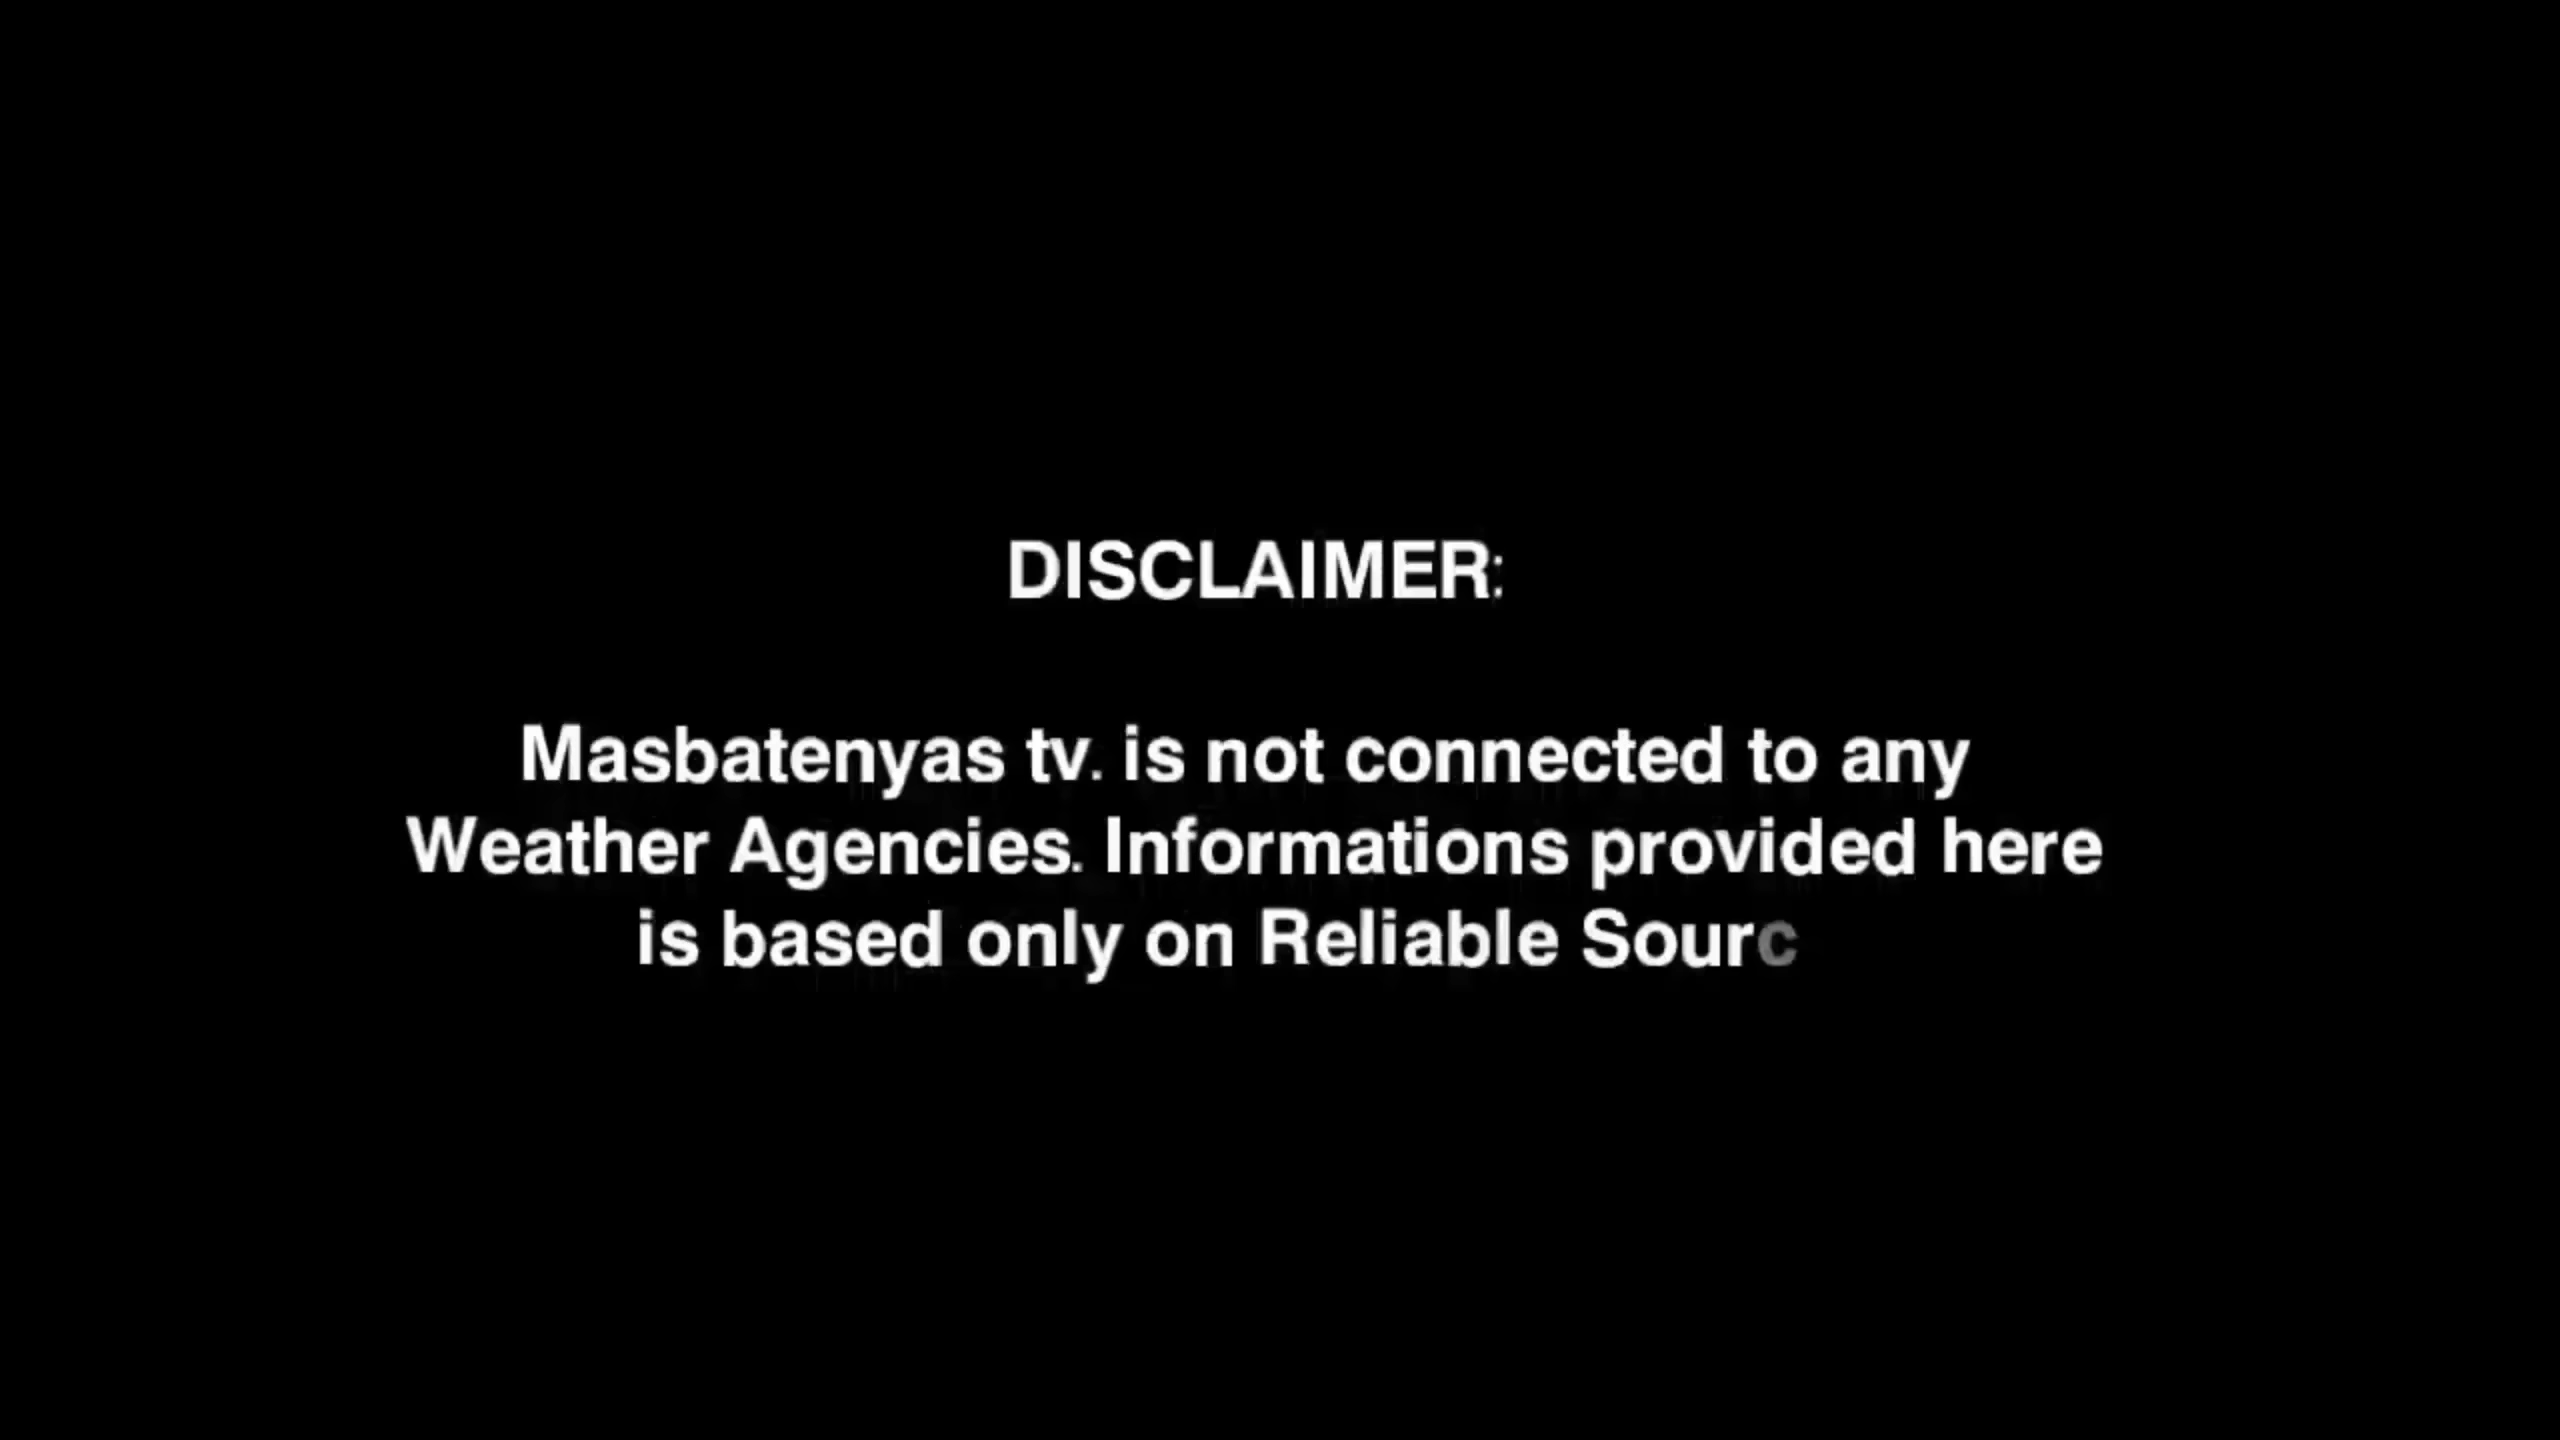 DISCLAIMER:
Masbatenyas tv. is not connected to any
Weather Agencies. Informations provided here
is based only on Reliable Sourc